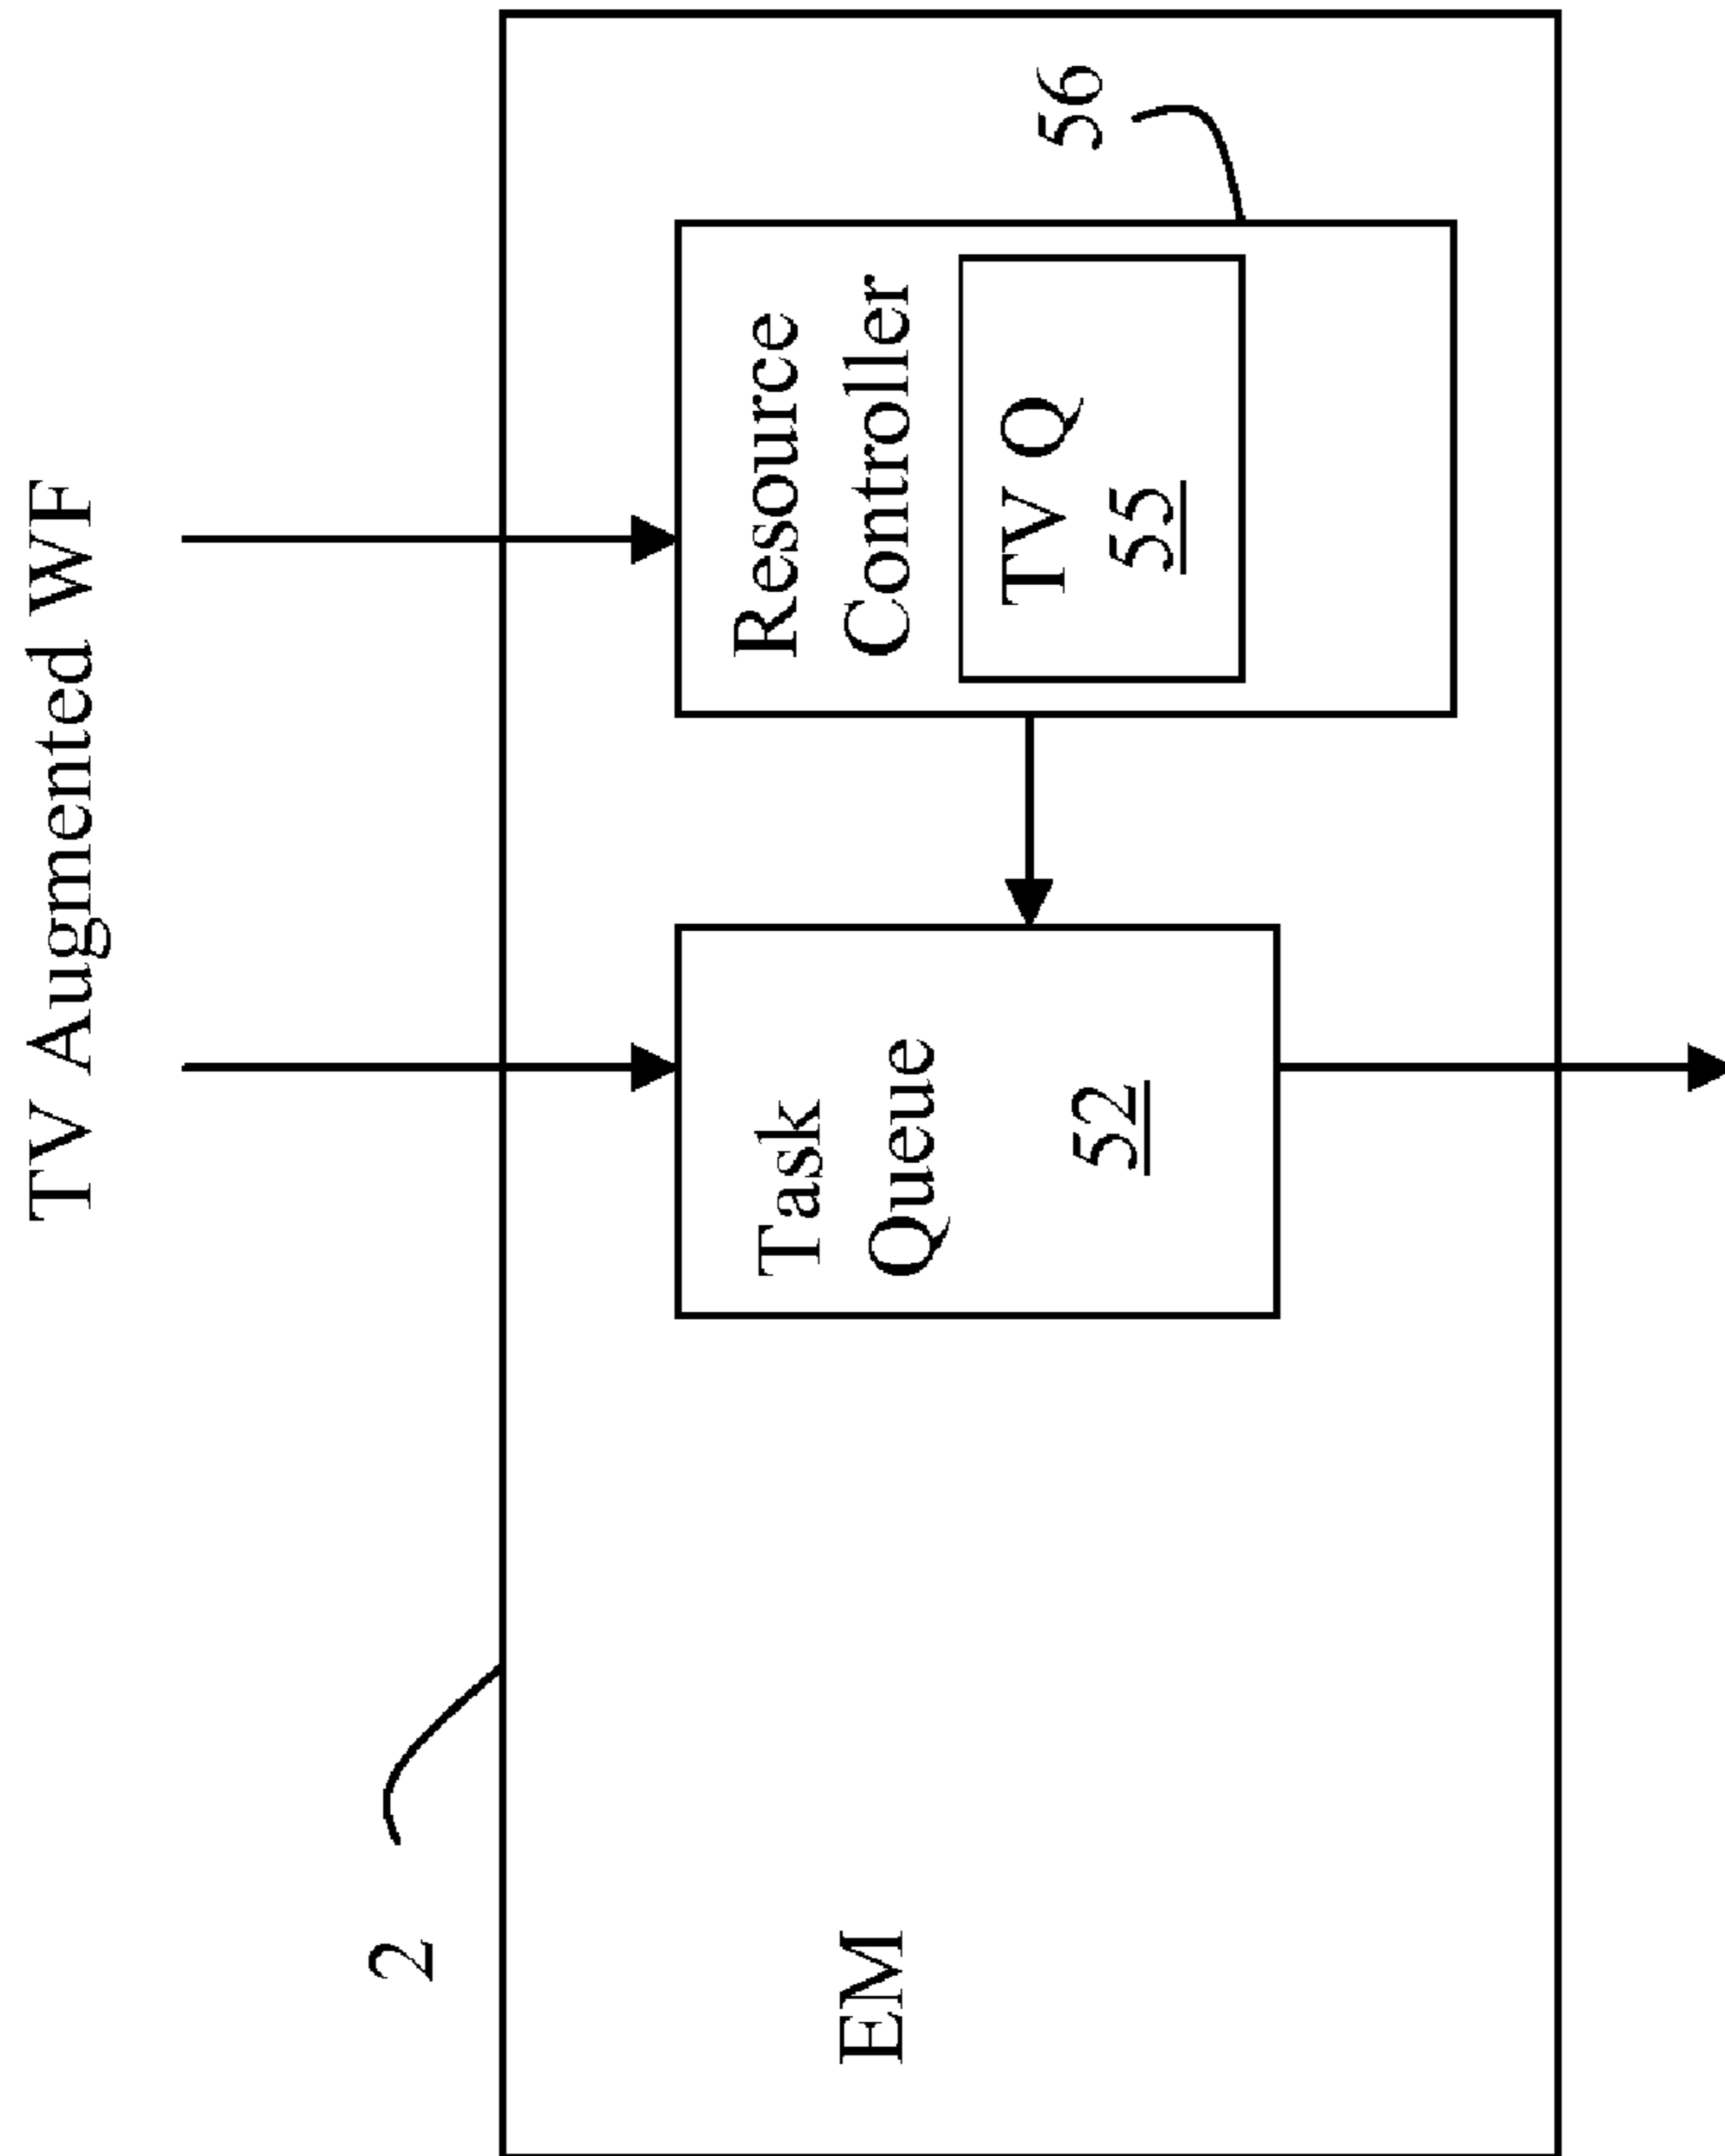 TV Augmented WF
2
EM
Task
Queue
52
Resource
Controller
TV Q
55
56